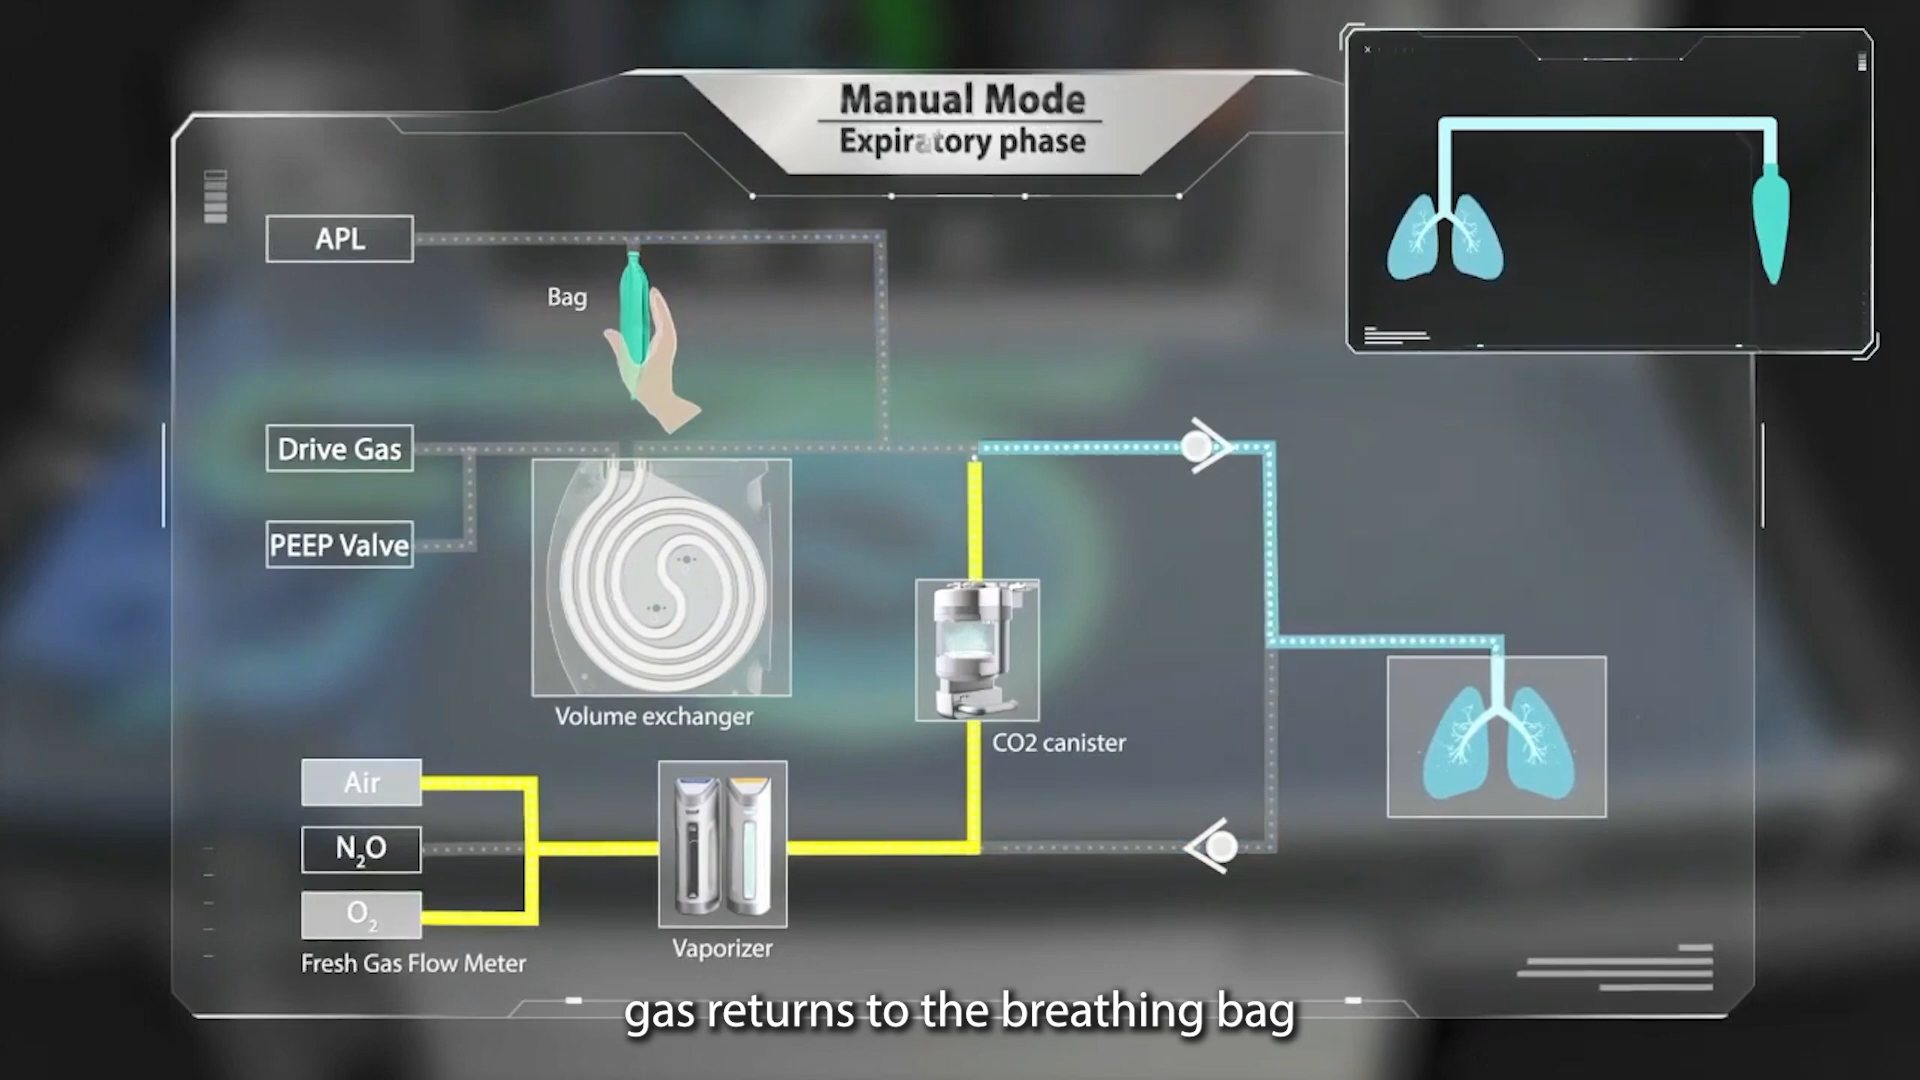 Manual Mode
Expiratory phase
APL
Bag
Drive Gas
PEEP Valve
Volume exchanger
CO2 canister
Air
N₂O
O₂
Fresh Gas Flow Meter
Vaporizer
gas returns to the breathing bag